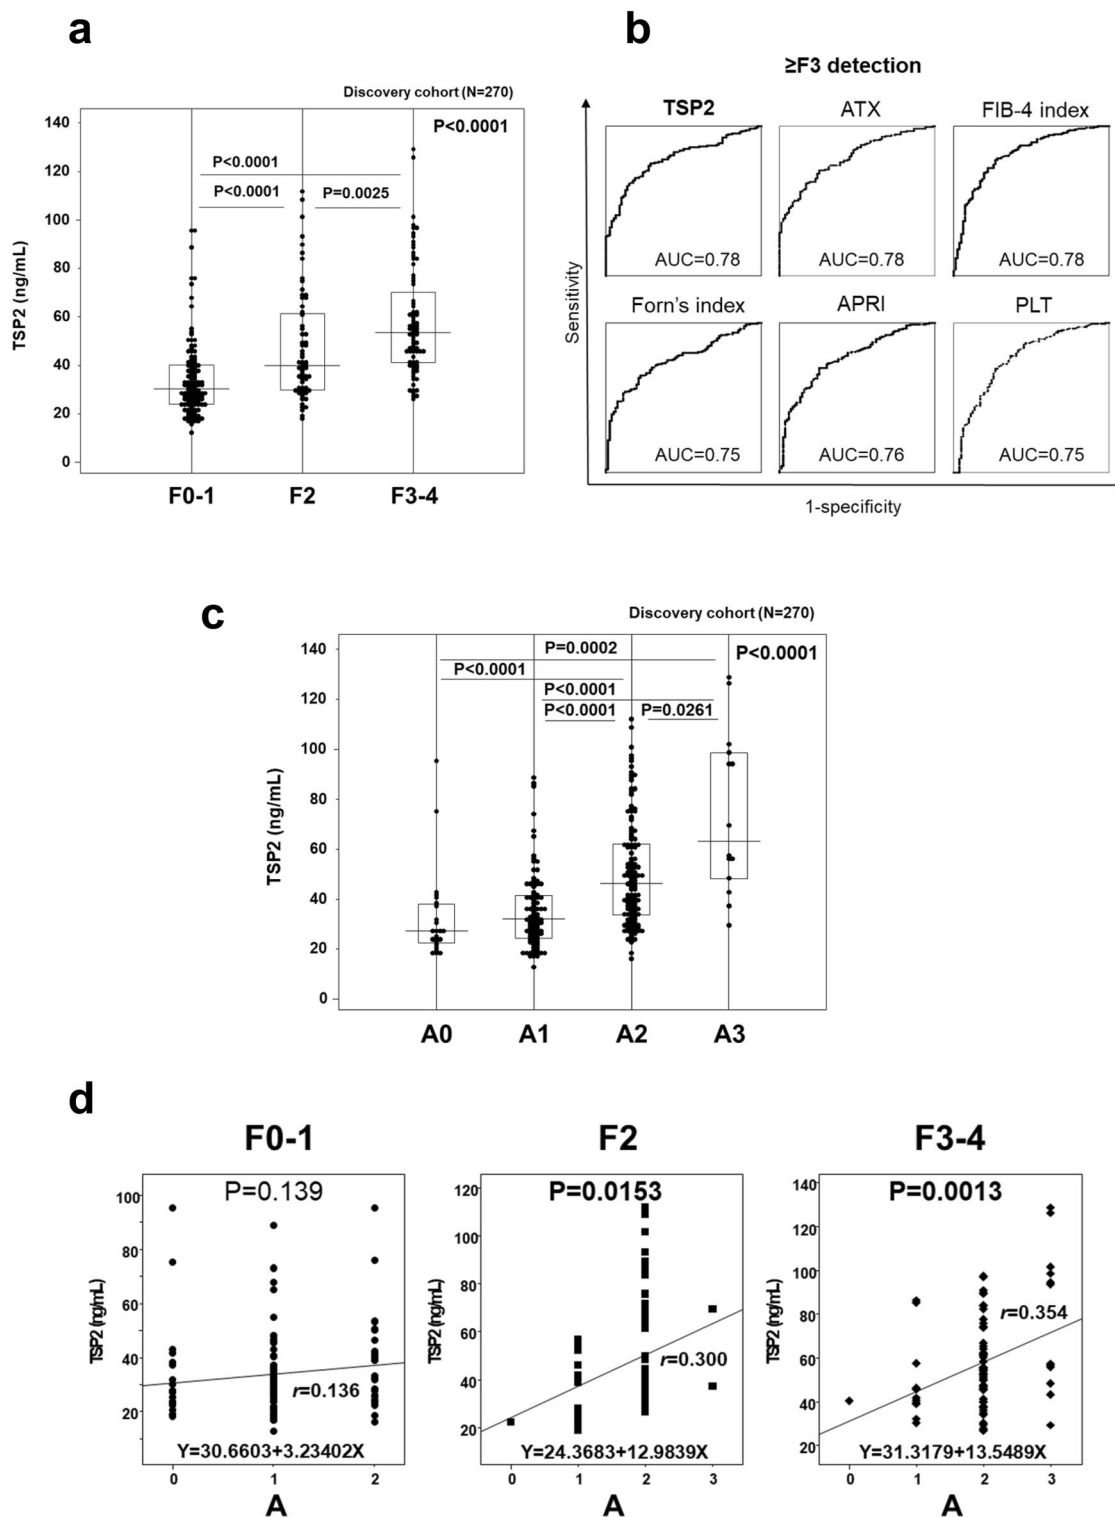 a
Discovery cohort (N=270)
P<0.0001
P<0.0001
P<0.0001
P=0.0025
TSP2 (ng/mL)
140
120
100
80
60
40
20
0
F0-1 F2 F3-4
b
≥F3 detection
TSP2 ATX FIB-4 index
AUC=0.78 AUC=0.78 AUC=0.78
Forn's index APRI PLT
AUC=0.75 AUC=0.76 AUC=0.75
Sensitivity
1-specificity
c
Discovery cohort (N=270)
P=0.0002
P<0.0001
P<0.0001
P<0.0001
P<0.0001
P=0.0261
TSP2 (ng/mL)
140
120
100
80
60
40
20
0
A0 A1 A2 A3
d
F0-1
P=0.139
TSP2 (ng/mL)
100
80
60
40
20
r=0.136
Y=30.6603+3.23402X
0 1 2
A
F2
P=0.0153
TSP2 (ng/mL)
120
100
80
60
40
20
r=0.300
Y=24.3683+12.9839X
0 1 2 3
A
F3-4
P=0.0013
TSP2 (ng/mL)
140
120
100
80
60
40
20
r=0.354
Y=31.3179+13.5489X
0 1 2 3
A